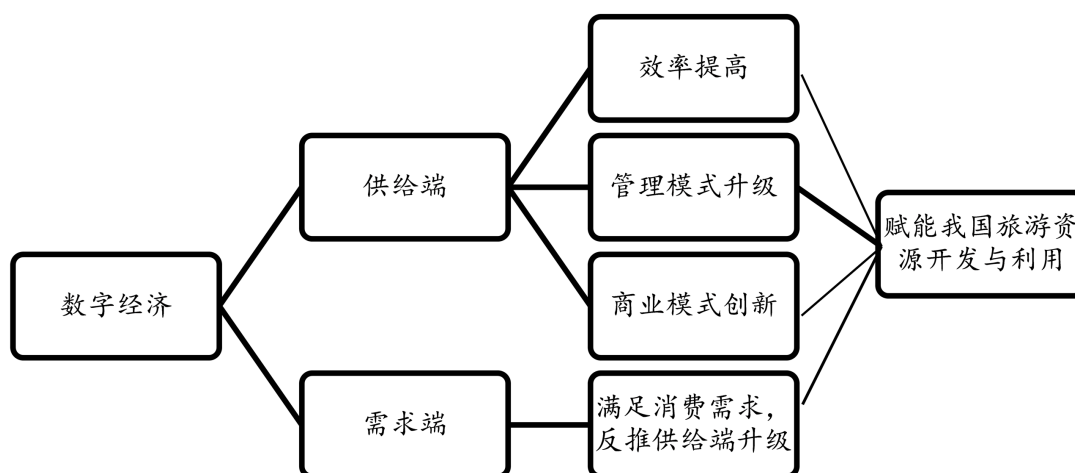 效率提高
供给端
管理模式升级
赋能我国旅游资
源开发与利用
数字经济
商业模式创新
需求端
满足消费需求，
反推供给端升级